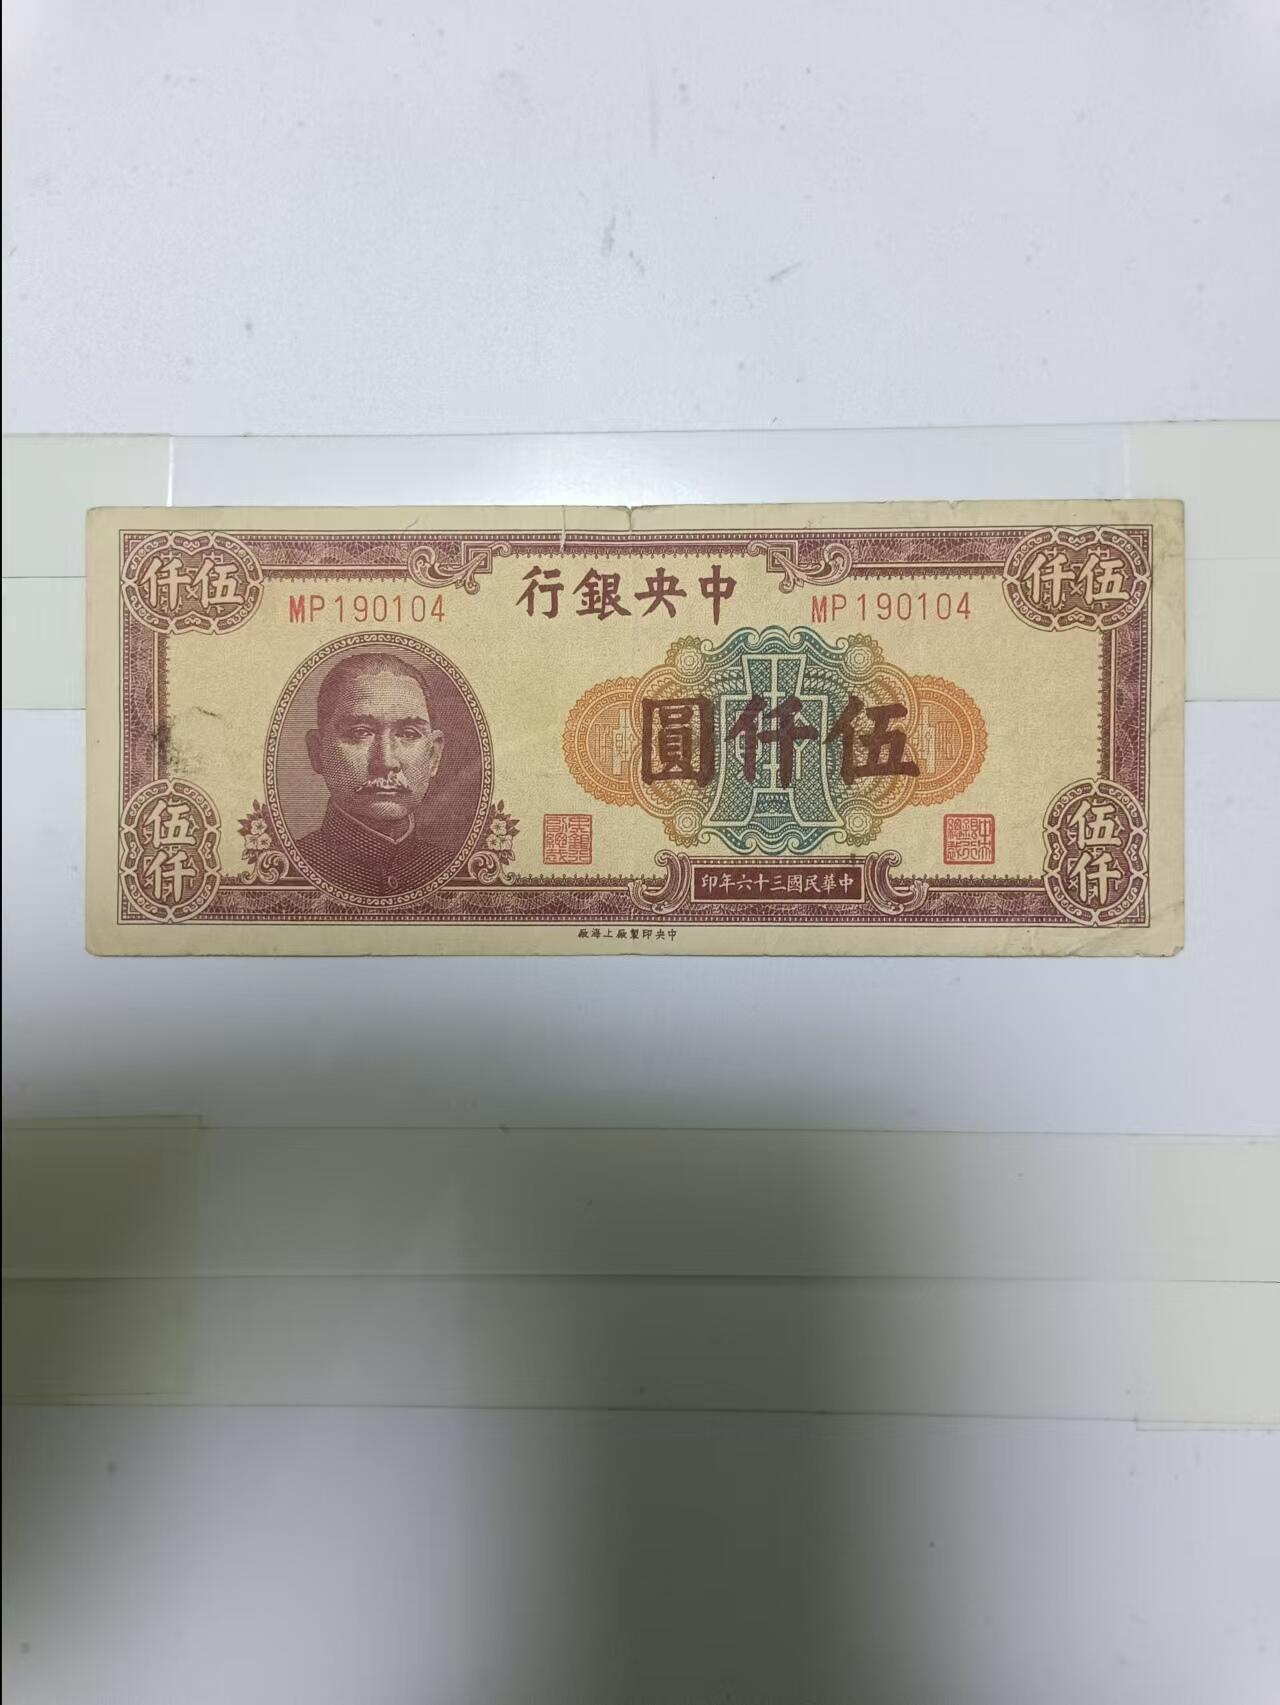 伍仟
伍仟
中央銀行
MP190104
MP190104
伍仟圓
伍仟
伍仟
中華民國三十六年印
中央印製廠上海廠